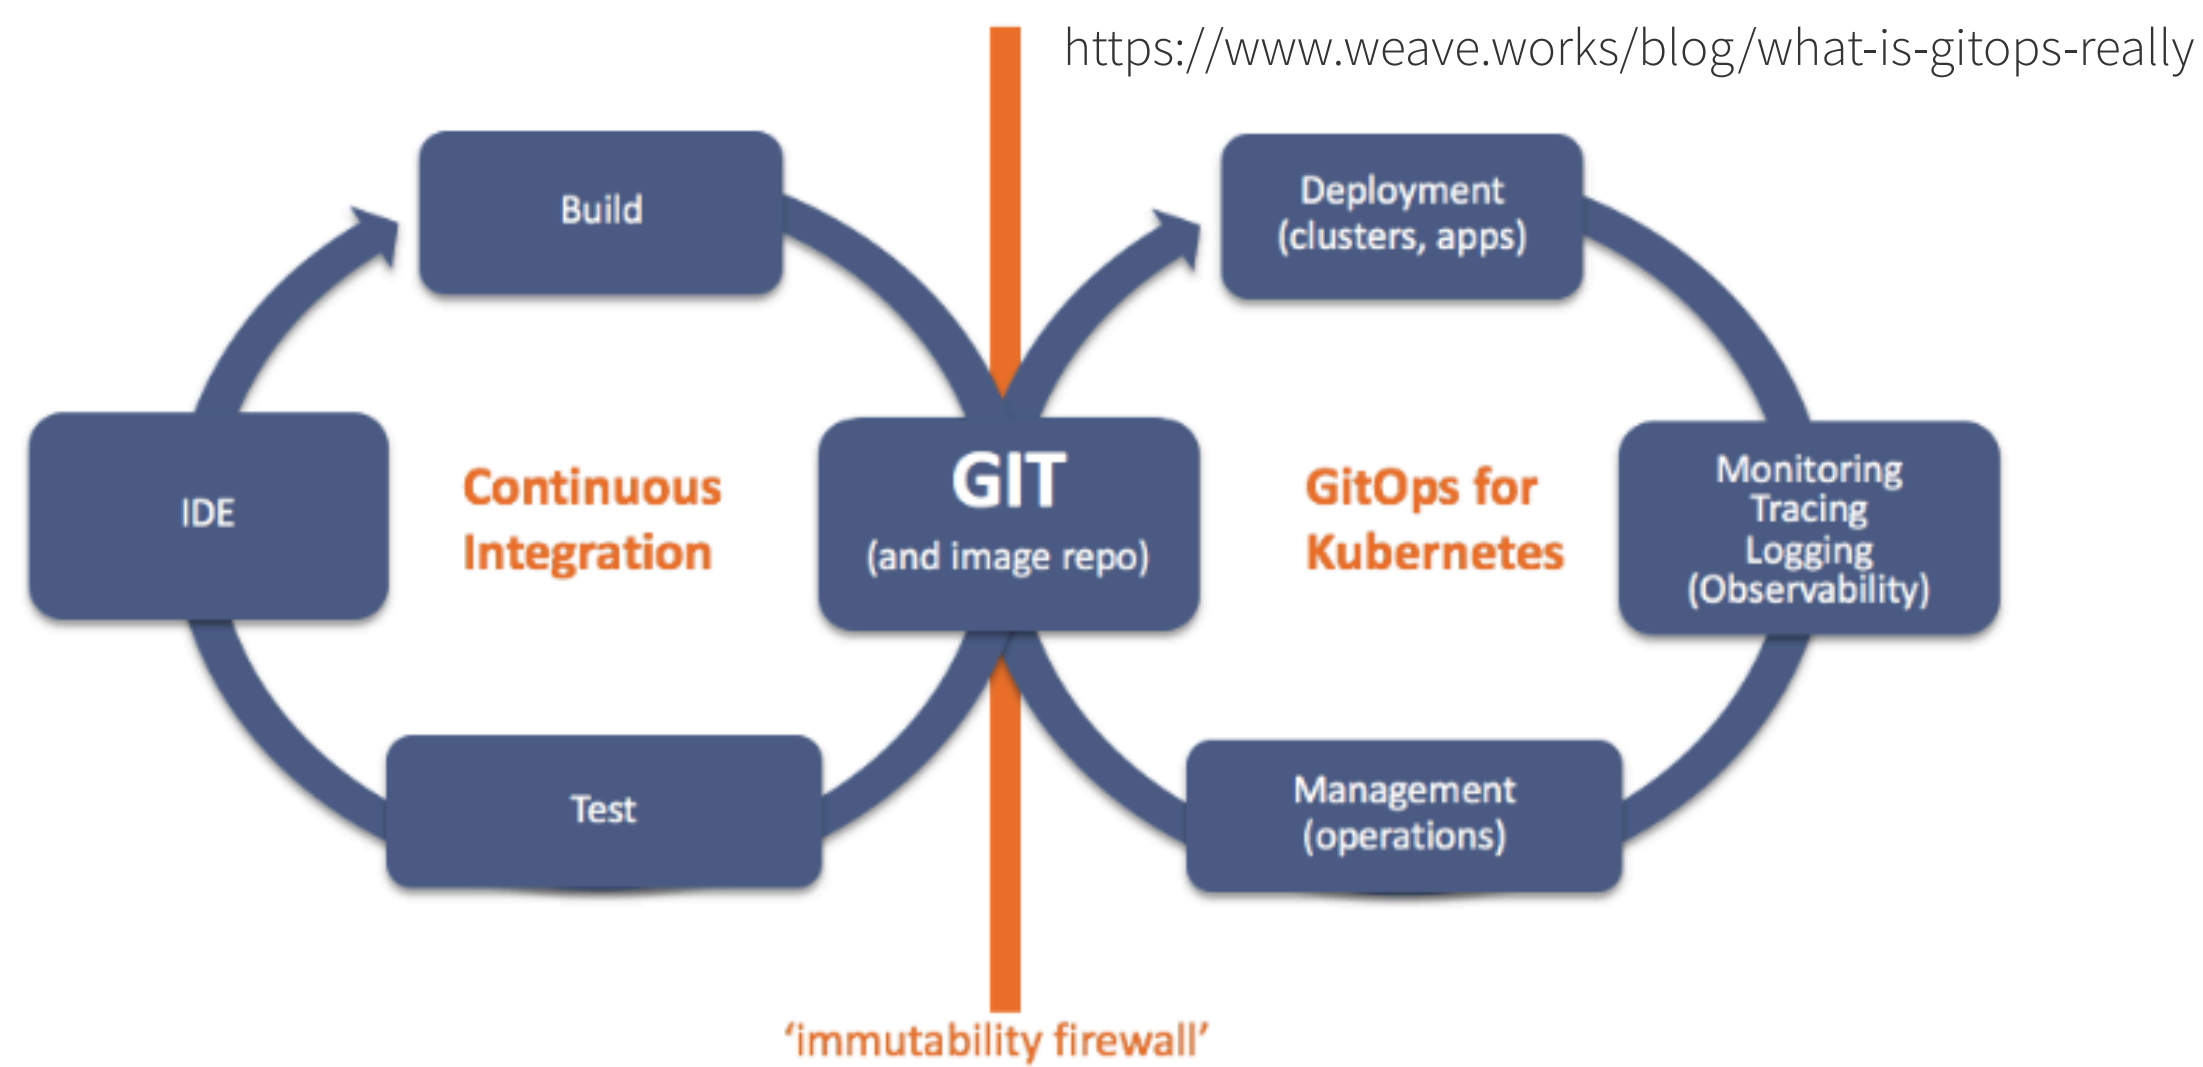 https://www.weave.works/blog/what-is-gitops-really
Build
Deployment
(clusters, apps)
IDE
Continuous
Integration
GIT
(and image repo)
GitOps for
Kubernetes
Monitoring
Tracing
Logging
(Observability)
Test
Management
(operations)
‘immutability firewall’